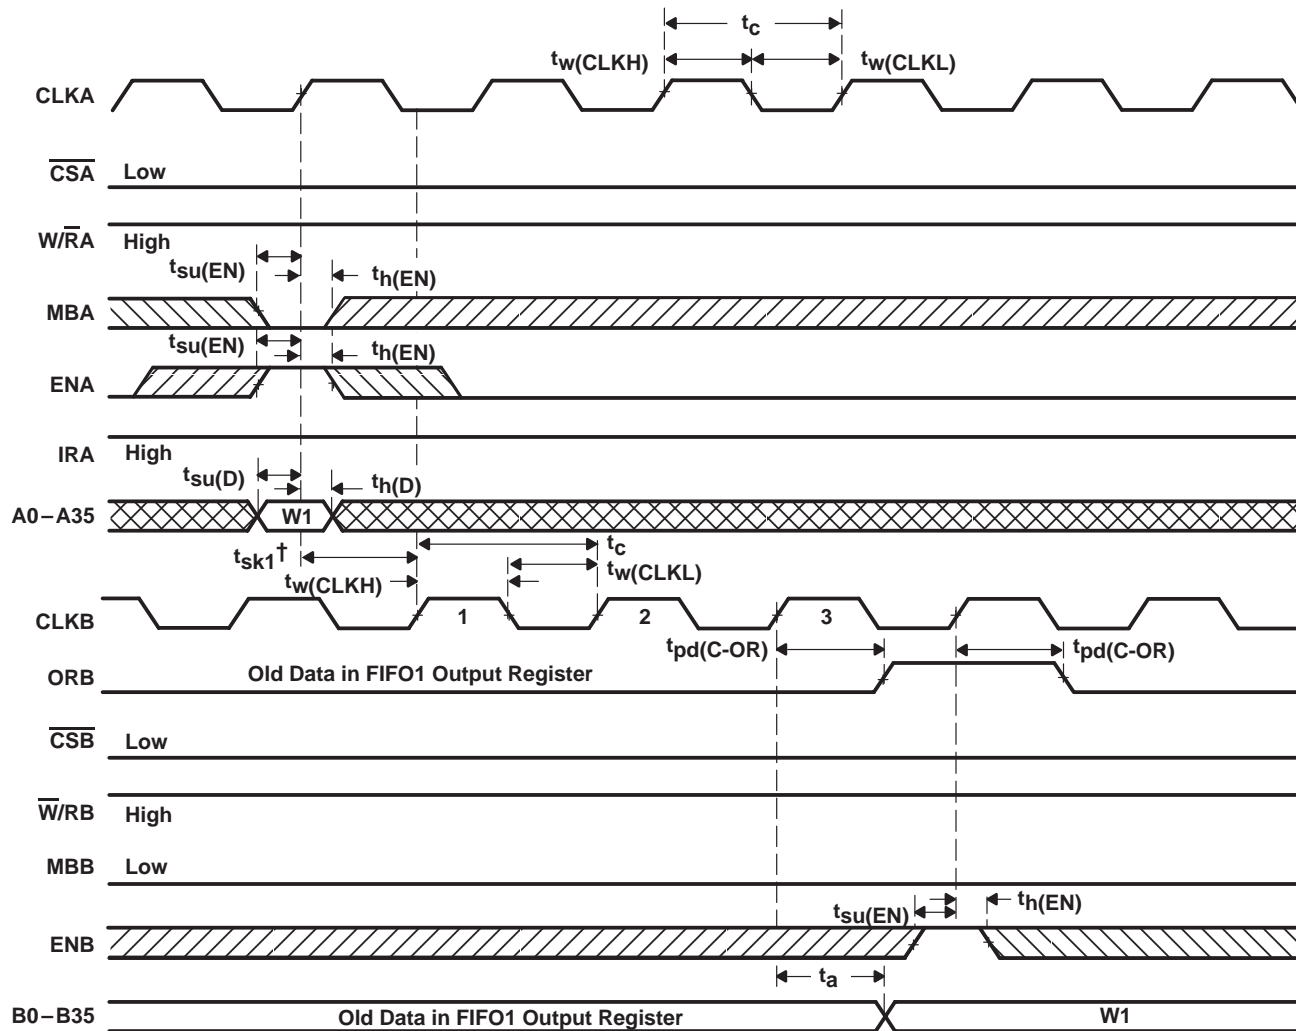 tc
tw(CLKH)
tw(CLKL)
CLKA
CSA
Low
W/RA
High
tsu(EN)
th(EN)
MBA
tsu(EN)
th(EN)
ENA
IRA
High
tsu(D)
th(D)
A0–A35
W1
tsk1†
tc
tw(CLKH)
tw(CLKL)
CLKB
1
2
3
tpd(C-OR)
tpd(C-OR)
ORB
Old Data in FIFO1 Output Register
CSB
Low
W/RB
High
MBB
Low
tsu(EN)
th(EN)
ENB
ta
B0–B35
Old Data in FIFO1 Output Register
W1